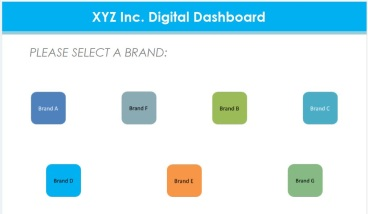 XYZ Inc. Digital Dashboard
PLEASE SELECT A BRAND:
Brand A
Brand F
Brand B
Brand C
Brand D
Brand E
Brand G